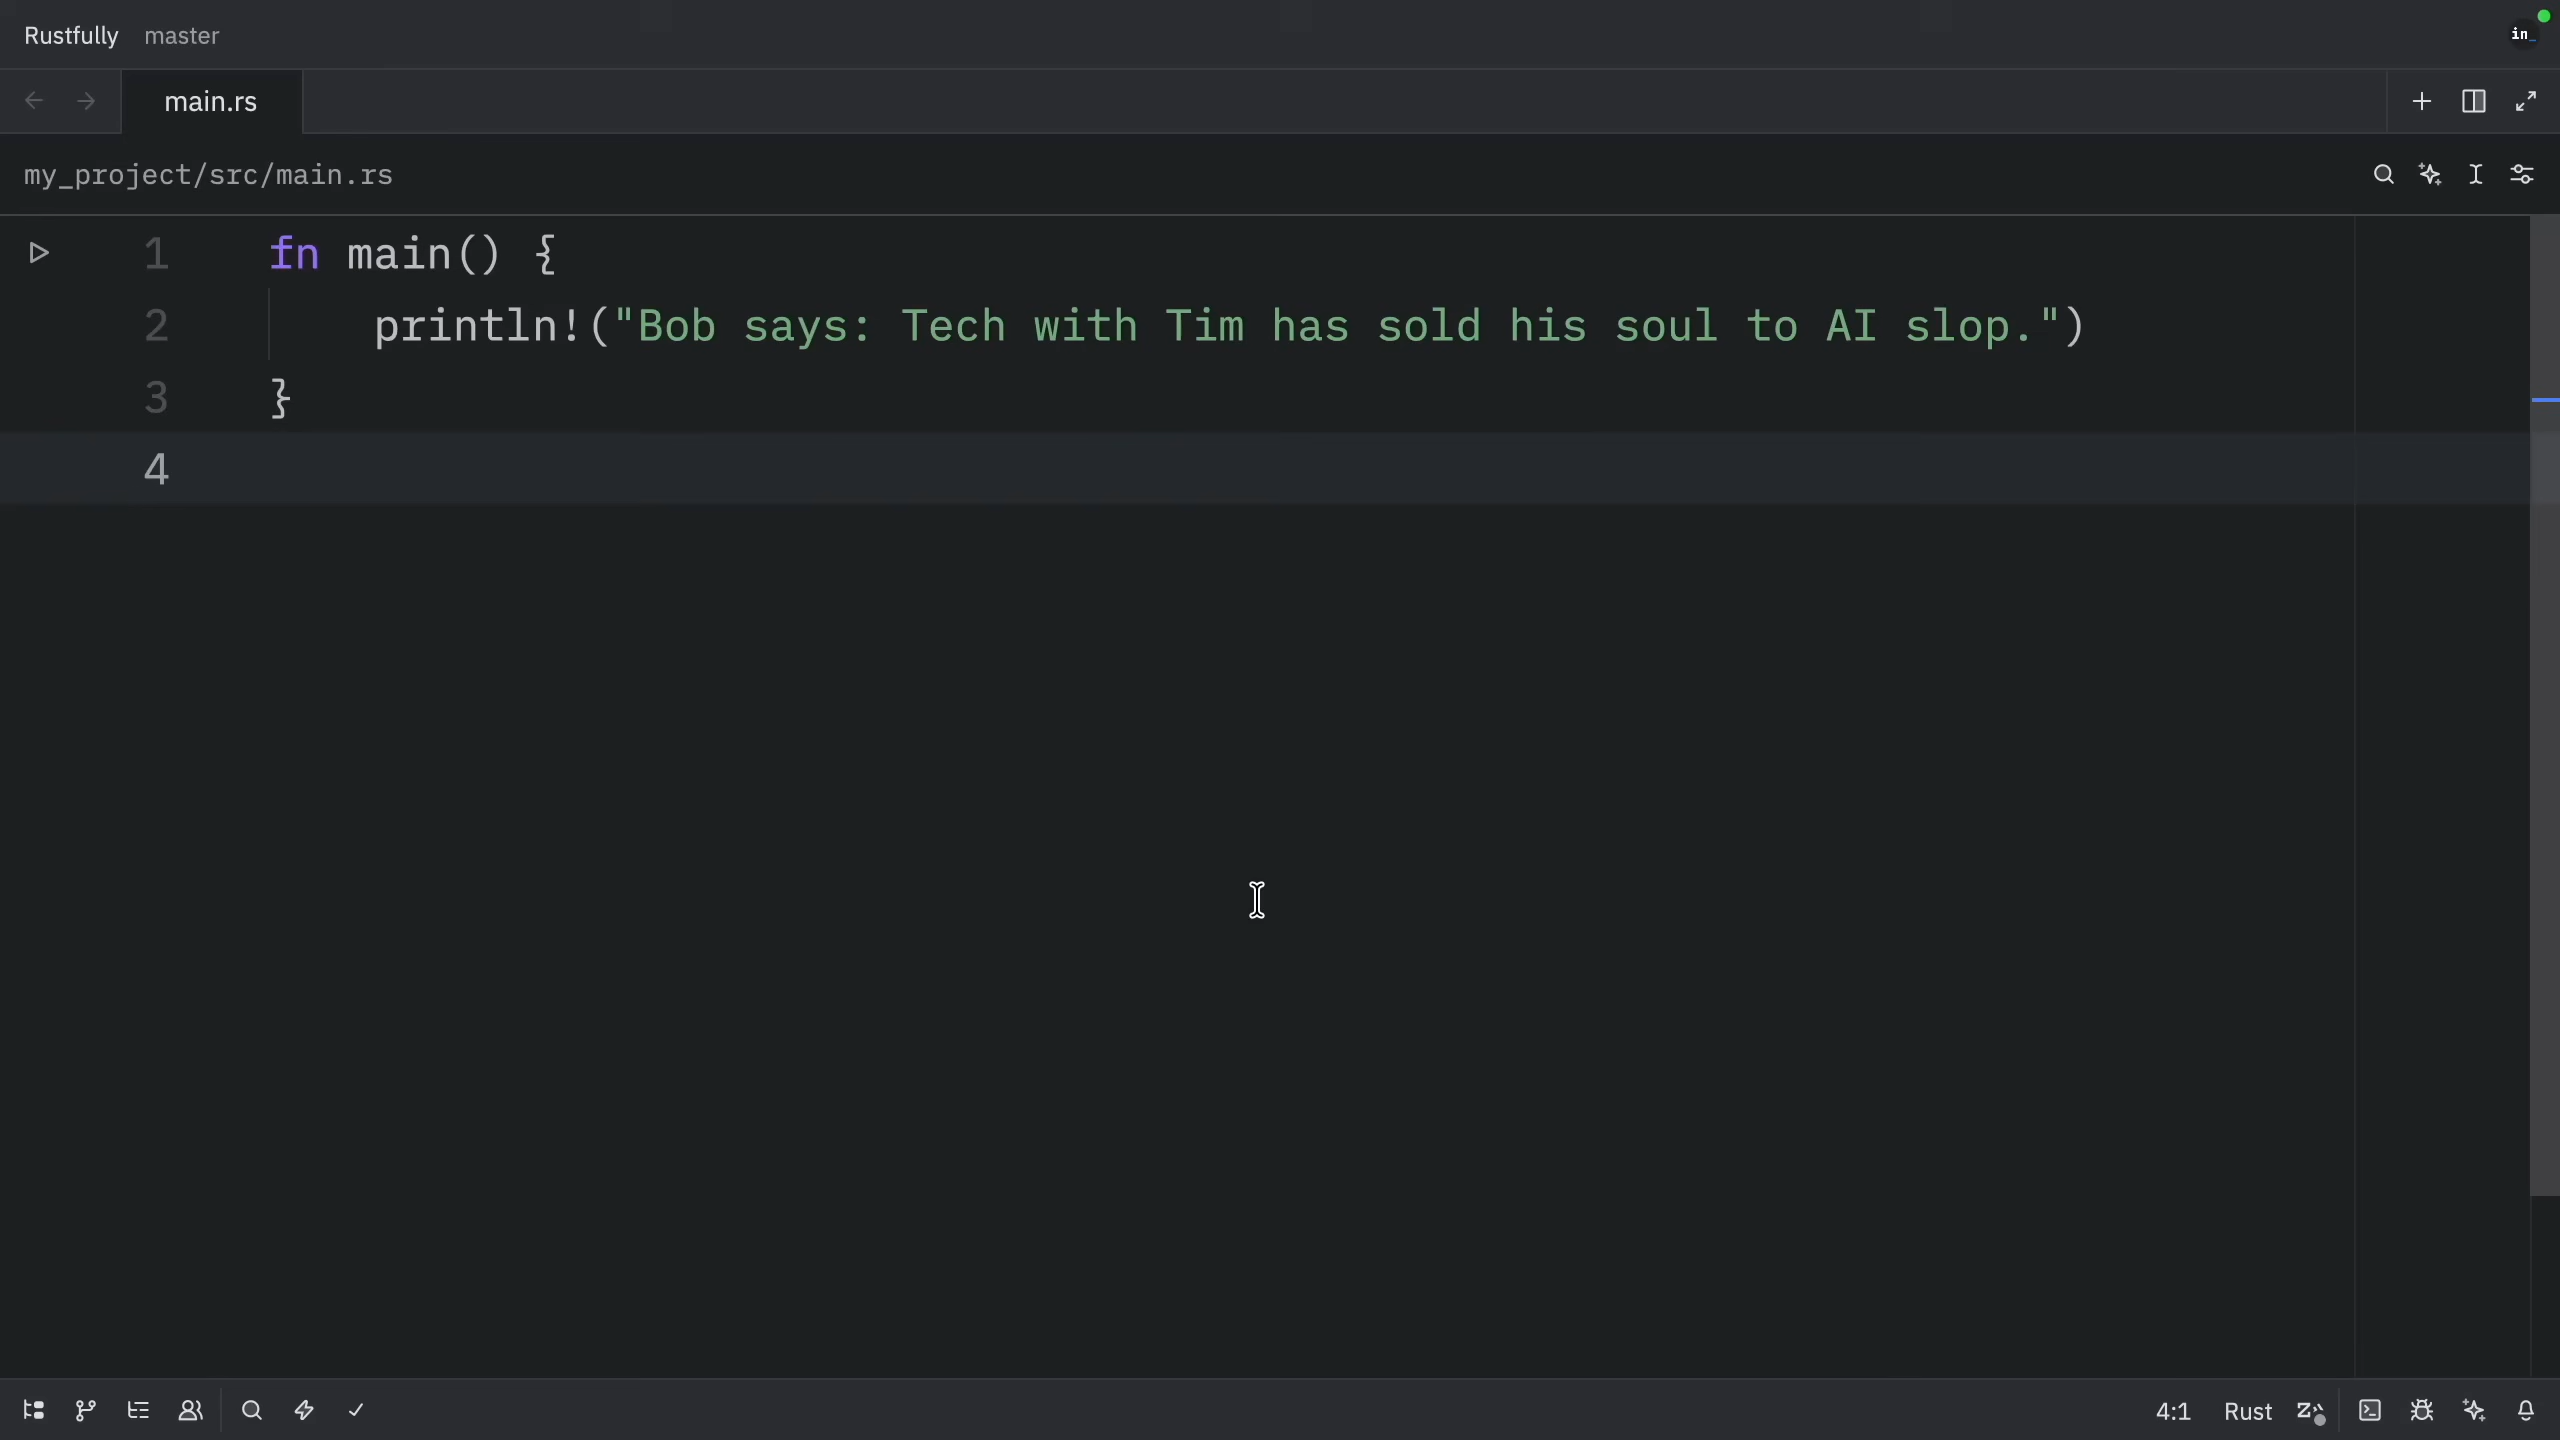 Rustfully master
in_
main.rs
my_project/src/main.rs
1 fn main() {
2 println!("Bob says: Tech with Tim has sold his soul to AI slop.")
3 }
4
4:1 Rust